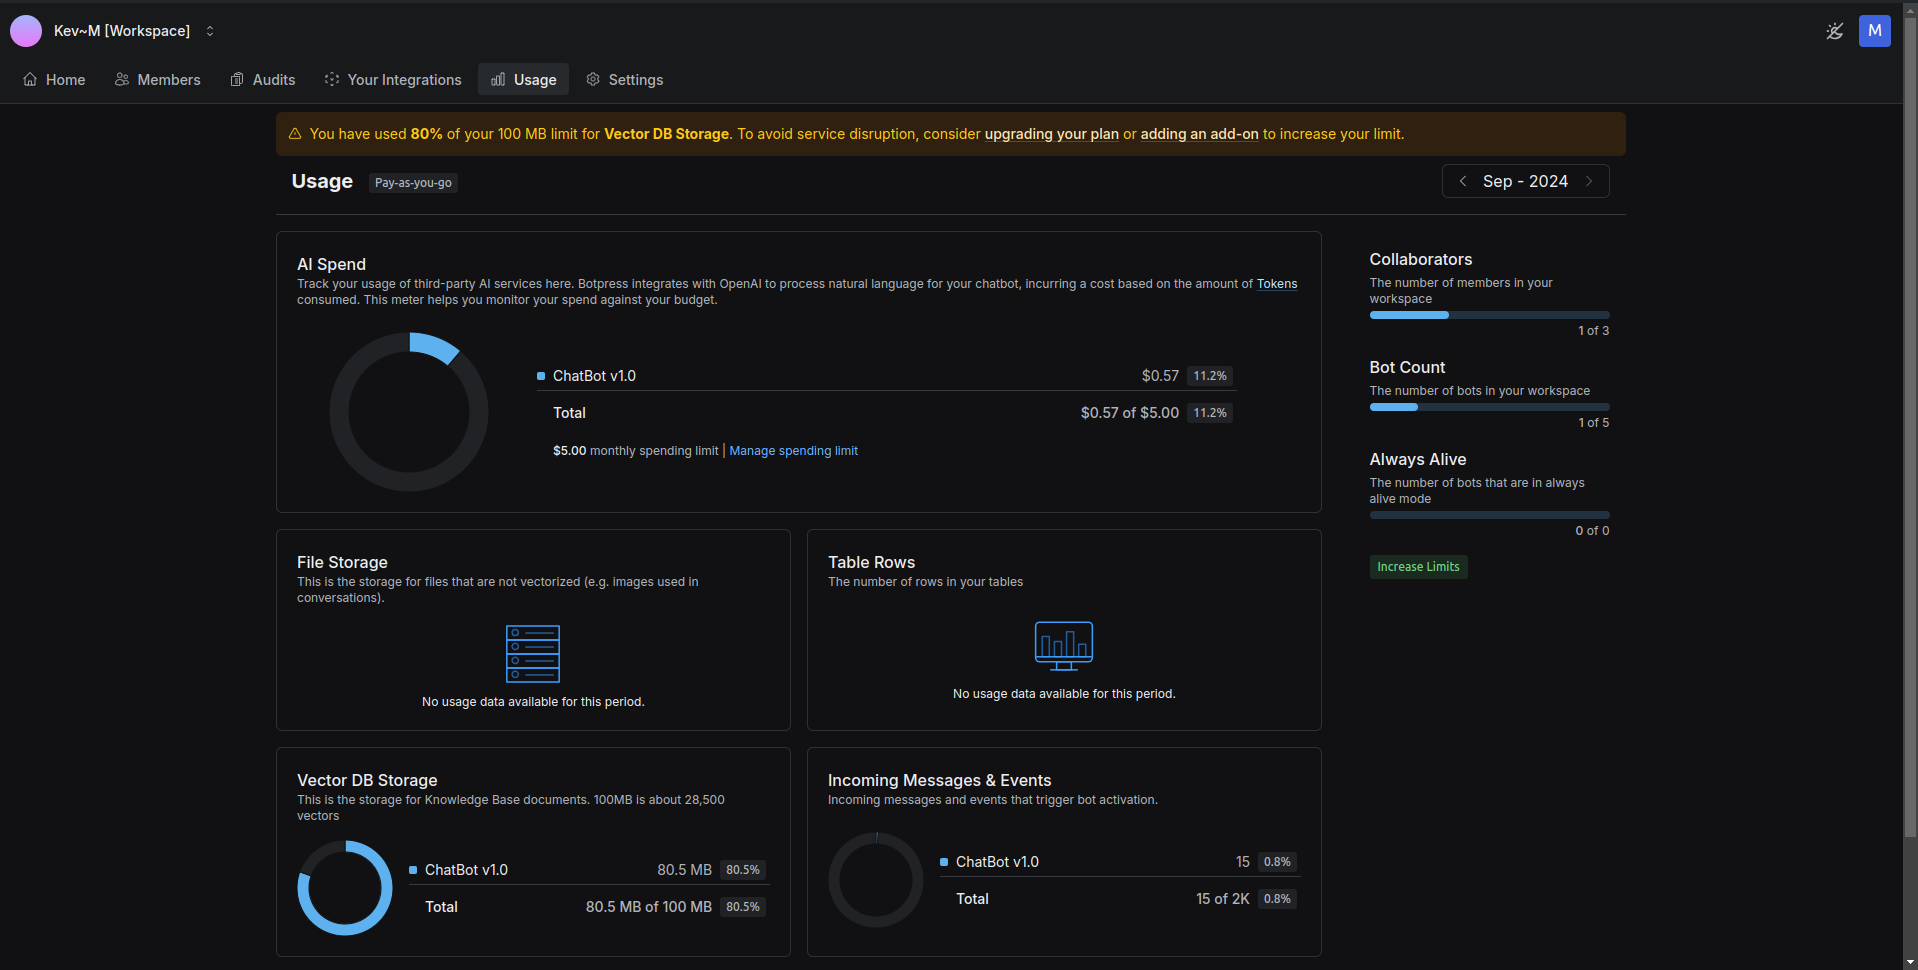 Kev~M [Workspace]
M
Home
Members
Audits
Your Integrations
Usage
Settings
You have used 80% of your 100 MB limit for Vector DB Storage. To avoid service disruption, consider upgrading your plan or adding an add-on to increase your limit.
Usage
Pay-as-you-go
Sep - 2024
AI Spend
Track your usage of third-party AI services here. Botpress integrates with OpenAI to process natural language for your chatbot, incurring a cost based on the amount of Tokens
consumed. This meter helps you monitor your spend against your budget.
ChatBot v1.0 $0.57 11.2%
Total $0.57 of $5.00 11.2%
$5.00 monthly spending limit | Manage spending limit
Collaborators
The number of members in your
workspace
1 of 3
Bot Count
The number of bots in your workspace
1 of 5
Always Alive
The number of bots that are in always
alive mode
0 of 0
Increase Limits
File Storage
This is the storage for files that are not vectorized (e.g. images used in
conversations).
No usage data available for this period.
Table Rows
The number of rows in your tables
No usage data available for this period.
Vector DB Storage
This is the storage for Knowledge Base documents. 100MB is about 28,500
vectors
ChatBot v1.0 80.5 MB 80.5%
Total 80.5 MB of 100 MB 80.5%
Incoming Messages & Events
Incoming messages and events that trigger bot activation.
ChatBot v1.0 15 0.8%
Total 15 of 2K 0.8%